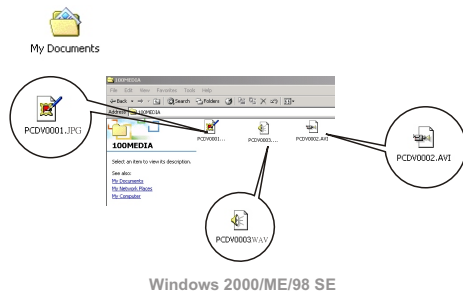 My Documents
100MEDIA
File Edit View Favorites Tools Help
Back Search Folders
Address 100MEDIA
PCDV0001.JPG
PCDV0001... PCDV0003.... PCDV0002.AVI
PCDV0002.AVI
100MEDIA
Select an item to view its description.
See also:
My Documents
My Network Places
My Computer
PCDV0003WAV
Windows 2000/ME/98 SE